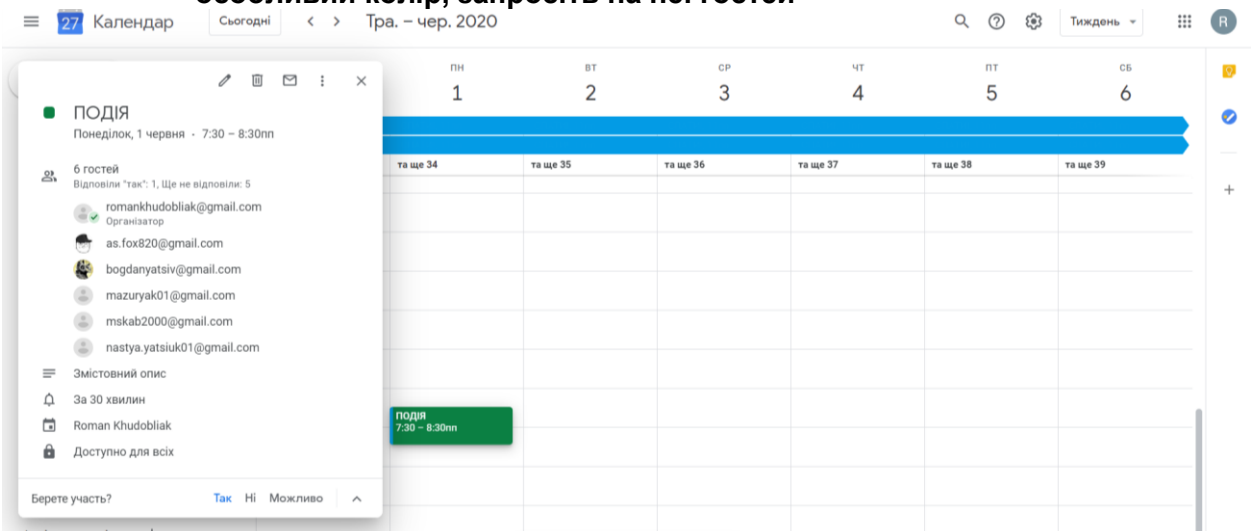 особливий колір, запросіть на неї гостей
27 Календар Сьогодні < > Тра. – чер. 2020 Тиждень R
ПН ВТ СР ЧТ ПТ СБ
1 2 3 4 5 6
ПОДІЯ
Понеділок, 1 червня · 7:30 – 8:30пп
6 гостей
Відповіли "так": 1, Ще не відповіли: 5
romankhudobliak@gmail.com
Організатор
as.fox820@gmail.com
bogdanyatsiv@gmail.com
mazuryak01@gmail.com
mskab2000@gmail.com
nastya.yatsiuk01@gmail.com
Змістовний опис
За 30 хвилин
Roman Khudobliak
Доступно для всіх
Берете участь? Так Ні Можливо
та ще 34 та ще 35 та ще 36 та ще 37 та ще 38 та ще 39
ПОДІЯ
7:30 – 8:30пп